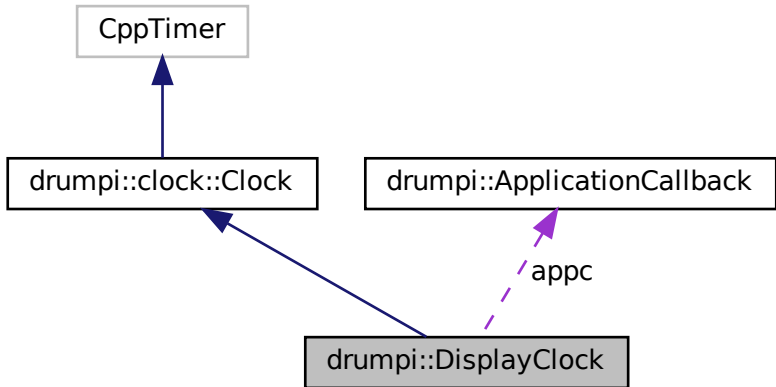 CppTimer
drumpi::clock::Clock
drumpi::ApplicationCallback
appc
drumpi::DisplayClock